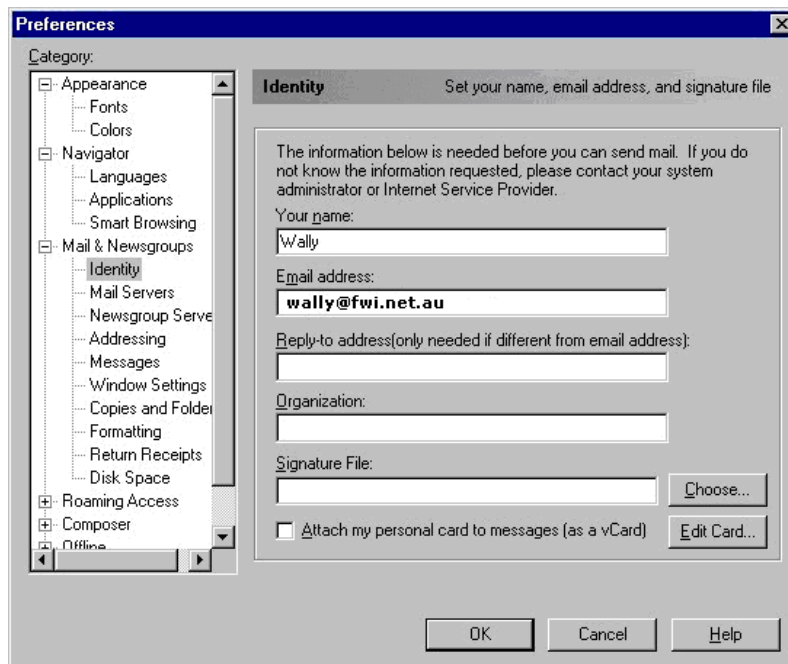 Preferences
Category:
Appearance
Fonts
Colors
Navigator
Languages
Applications
Smart Browsing
Mail & Newsgroups
Identity
Mail Servers
Newsgroup Serve
Addressing
Messages
Window Settings
Copies and Folder
Formatting
Return Receipts
Disk Space
Roaming Access
Composer
Offline
Identity Set your name, email address, and signature file
The information below is needed before you can send mail. If you do
not know the information requested, please contact your system
administrator or Internet Service Provider.
Your name:
Wally
Email address:
wally@fwi.net.au
Reply-to address(only needed if different from email address):
Organization:
Signature File:
Choose...
Attach my personal card to messages (as a vCard)
Edit Card...
OK Cancel Help